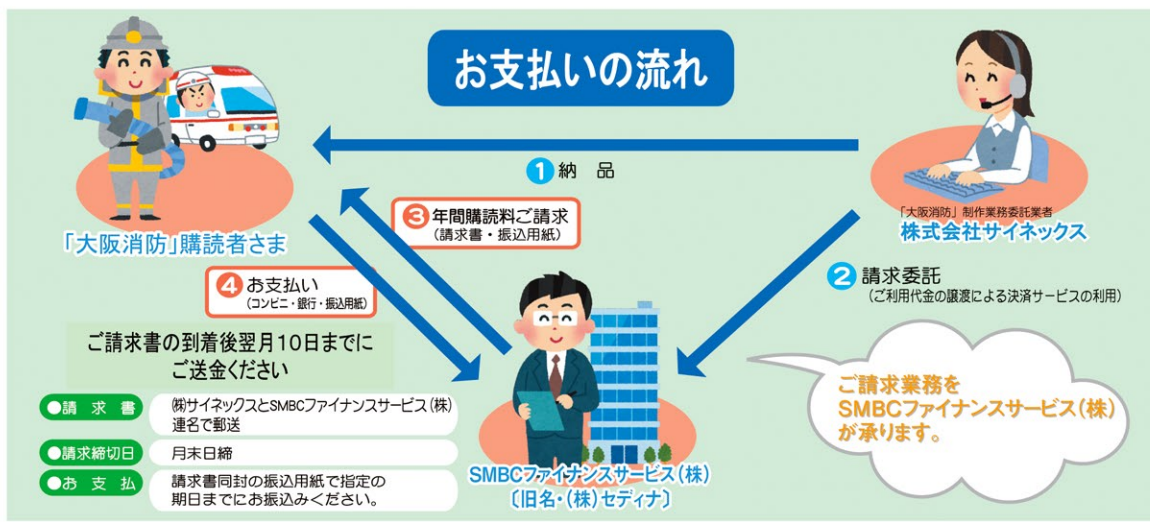 お支払いの流れ
1 納 品
「大阪消防」制作業務委託業者
株式会社サイネックス
「大阪消防」購読者さま
3 年間購読料ご請求
(請求書・振込用紙)
2 請求委託
(ご利用代金の譲渡による決済サービスの利用)
4 お支払い
(コンビニ・銀行・振込用紙)
ご請求書の到着後翌月10日までに
ご送金ください
●請求書
㈱サイネックスとSMBCファイナンスサービス(株)
連名で郵送
●請求締切日
月末日締
●お支払
請求書同封の振込用紙で指定の
期日までにお振込みください。
SMBCファイナンスサービス(株)
〔旧名・(株)セディナ〕
ご請求業務を
SMBCファイナンスサービス(株)
が承ります。